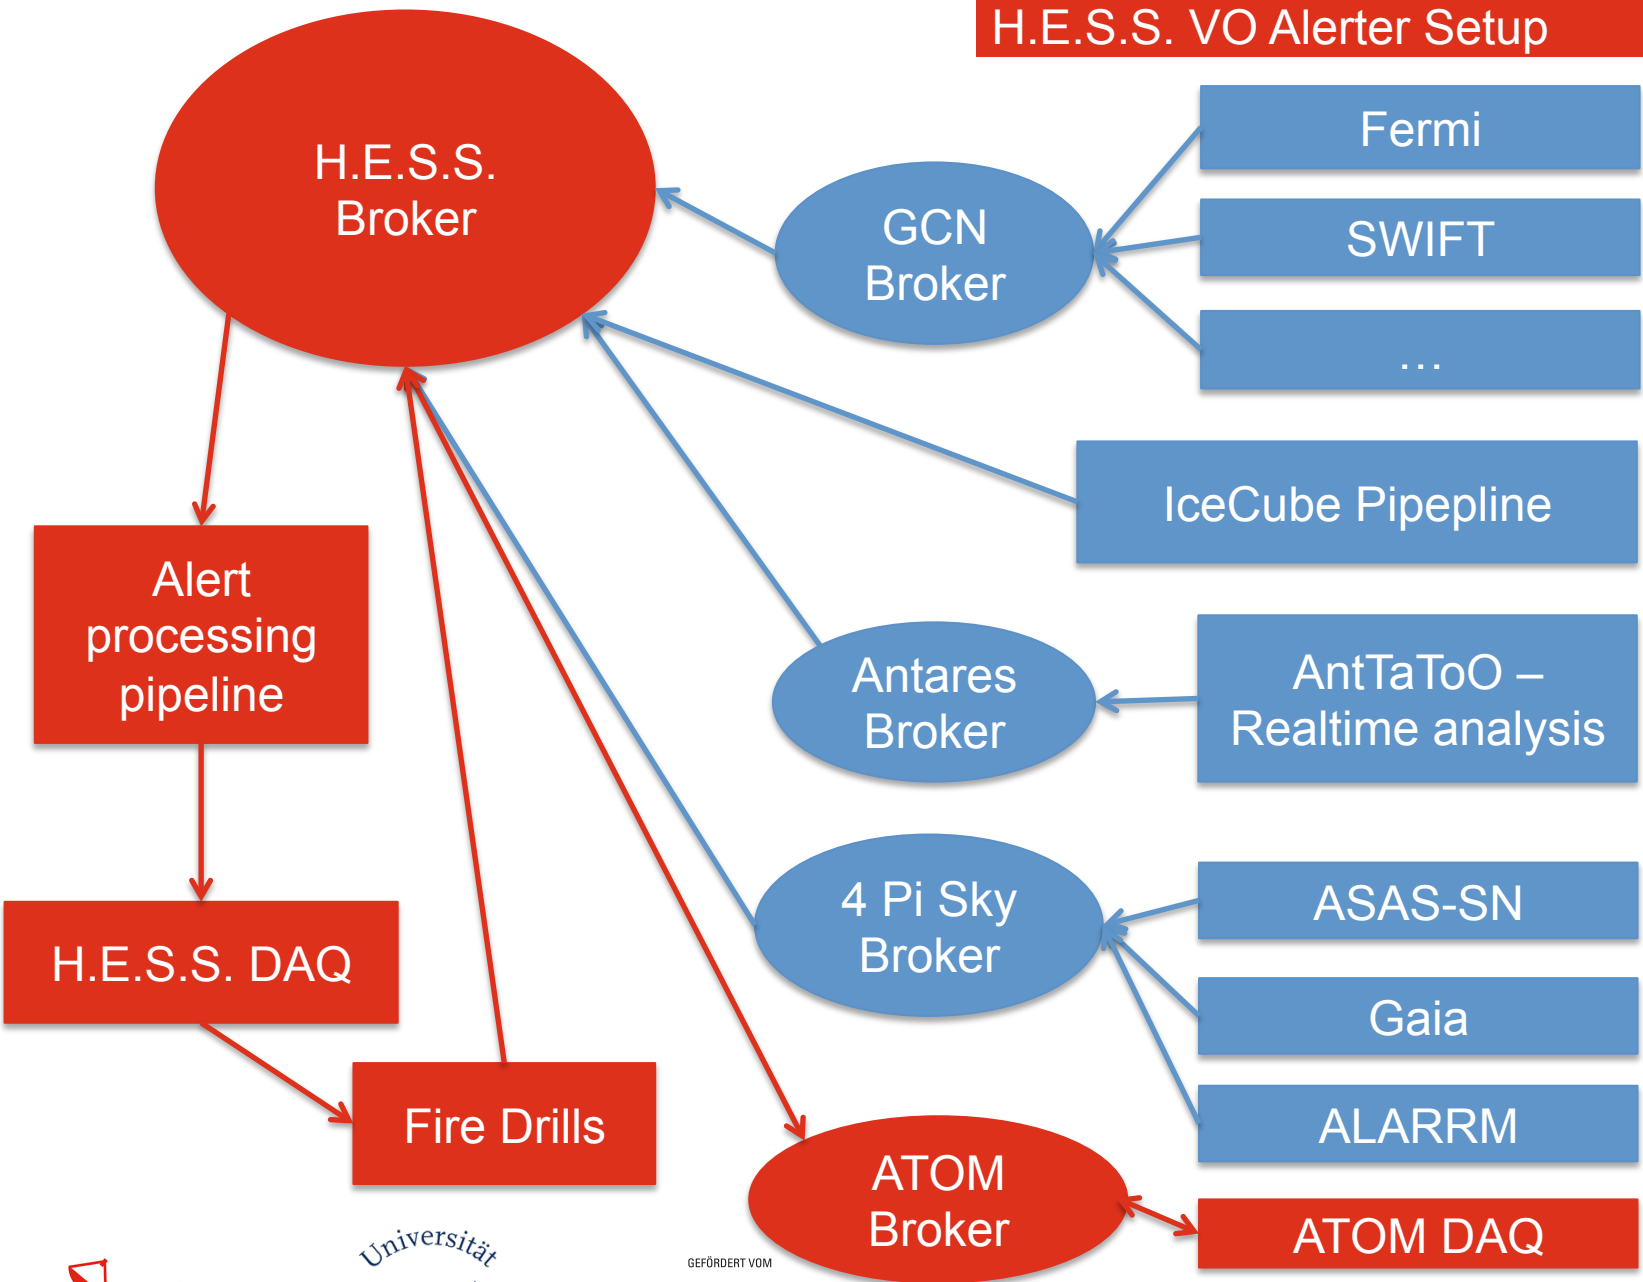 H.E.S.S. VO Alerter Setup
H.E.S.S.
Broker
GCN
Broker
Fermi
SWIFT
...
IceCube Pipepline
Alert
processing
pipeline
Antares
Broker
AntTaToO –
Realtime analysis
4 Pi Sky
Broker
ASAS-SN
H.E.S.S. DAQ
Gaia
Fire Drills
ALARRM
ATOM
Broker
ATOM DAQ
Universität
GEFÖRDERT VOM